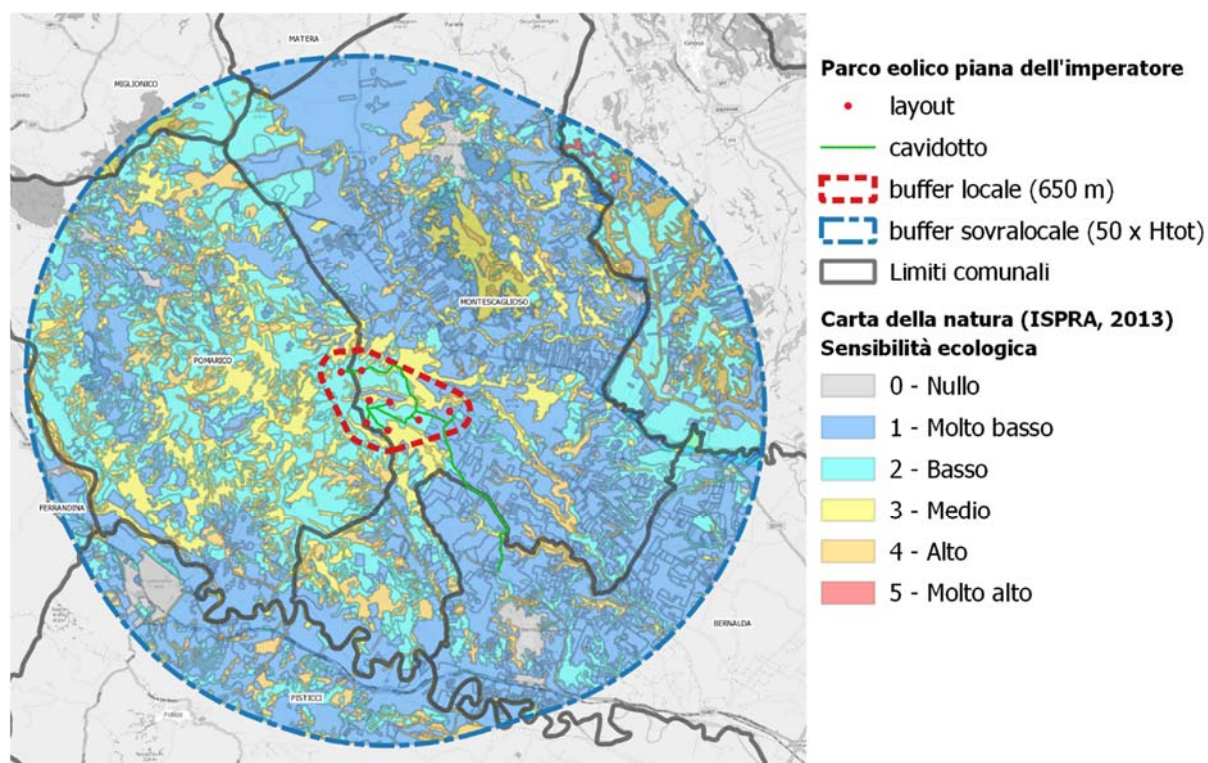 MATERA
MIGLIONICO
MONTESCAGLIOSO
POMARICO
FERRANDINA
BERNALDA
PISTICCI
Parco eolico piana dell'imperatore
layout
cavidotto
buffer locale (650 m)
buffer sovralocale (50 x Htot)
Limiti comunali
Carta della natura (ISPRA, 2013)
Sensibilità ecologica
0 - Nullo
1 - Molto basso
2 - Basso
3 - Medio
4 - Alto
5 - Molto alto